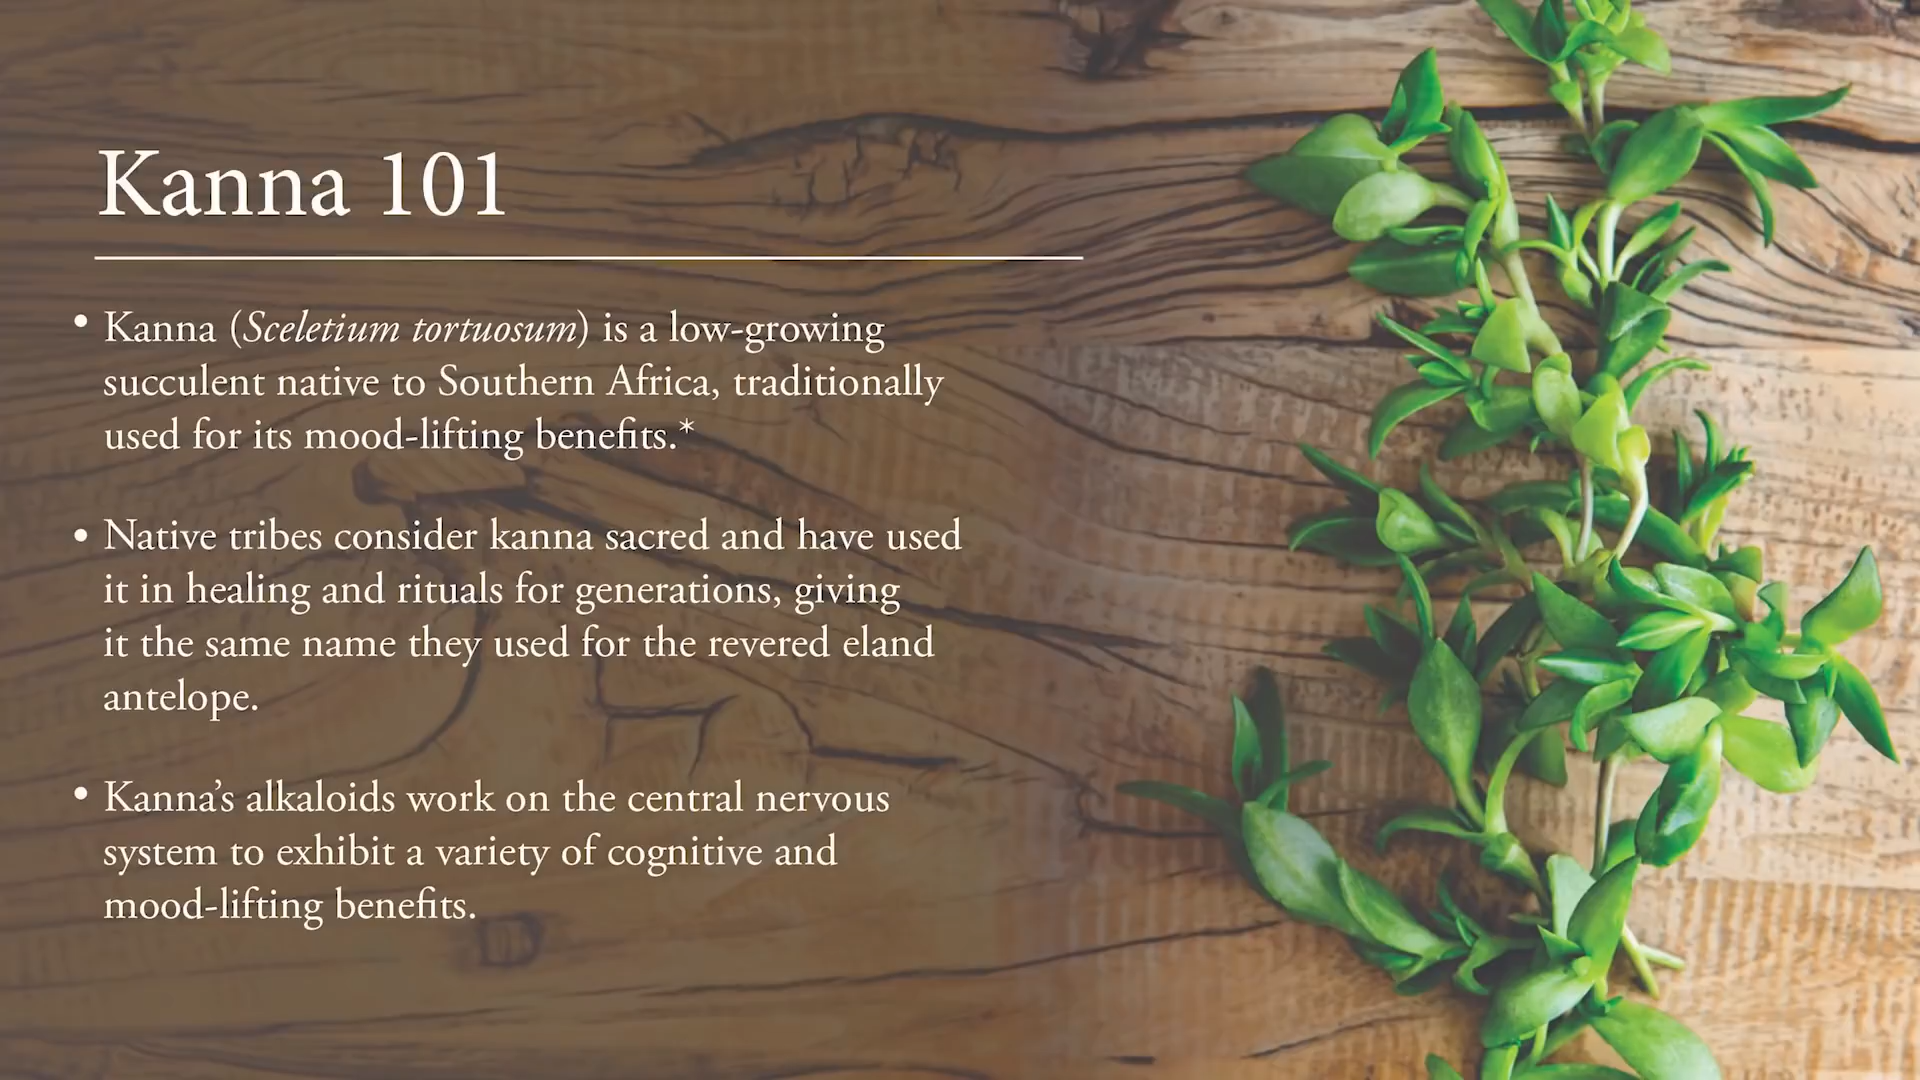 Kanna 101
• Kanna (Sceletium tortuosum) is a low-growing
succulent native to Southern Africa, traditionally
used for its mood-lifting benefits.*
• Native tribes consider kanna sacred and have used
it in healing and rituals for generations, giving
it the same name they used for the revered eland
antelope.
• Kanna’s alkaloids work on the central nervous
system to exhibit a variety of cognitive and
mood-lifting benefits.